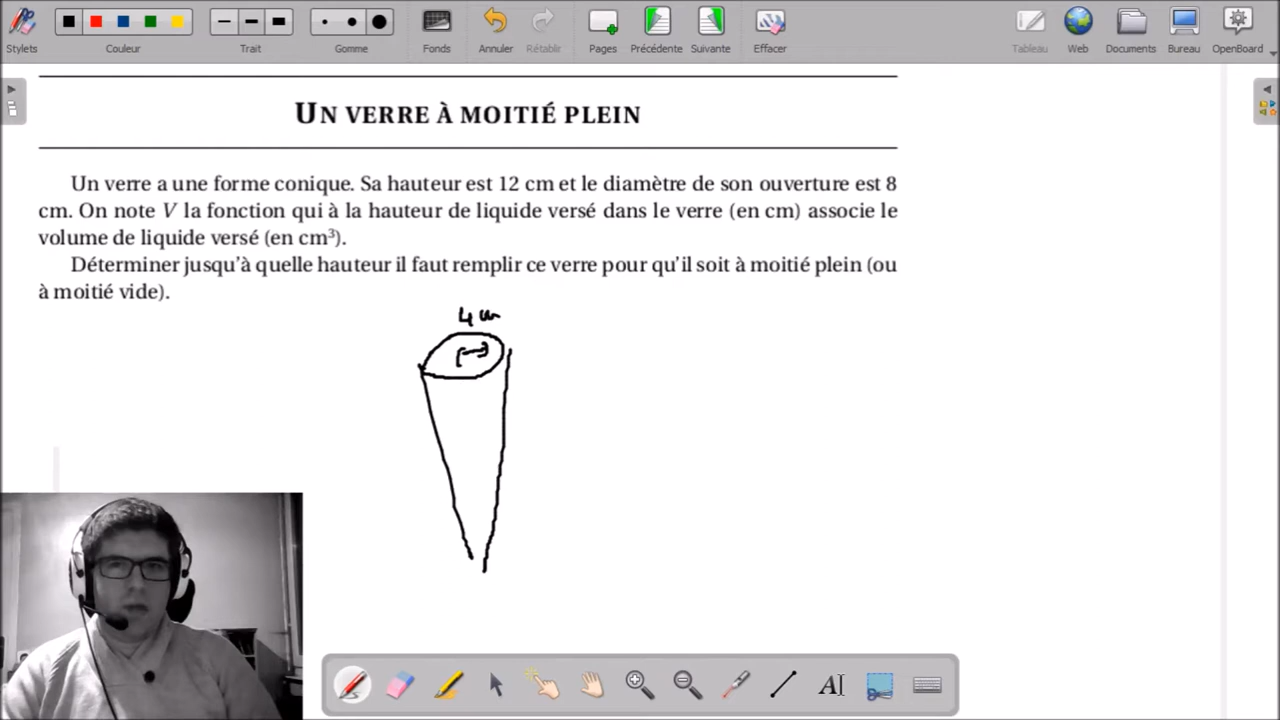 Stylets
Couleur
Trait
Gomme
Fonds
Annuler
Rétablir
Pages
Précédente
Suivante
Effacer
Tableau
Web
Documents
Bureau
OpenBoard
UN VERRE À MOITIÉ PLEIN
Un verre a une forme conique. Sa hauteur est 12 cm et le diamètre de son ouverture est 8
cm. On note V la fonction qui à la hauteur de liquide versé dans le verre (en cm) associe le
volume de liquide versé (en cm³).
Déterminer jusqu'à quelle hauteur il faut remplir ce verre pour qu'il soit à moitié plein (ou
à moitié vide).
4 cm
AI